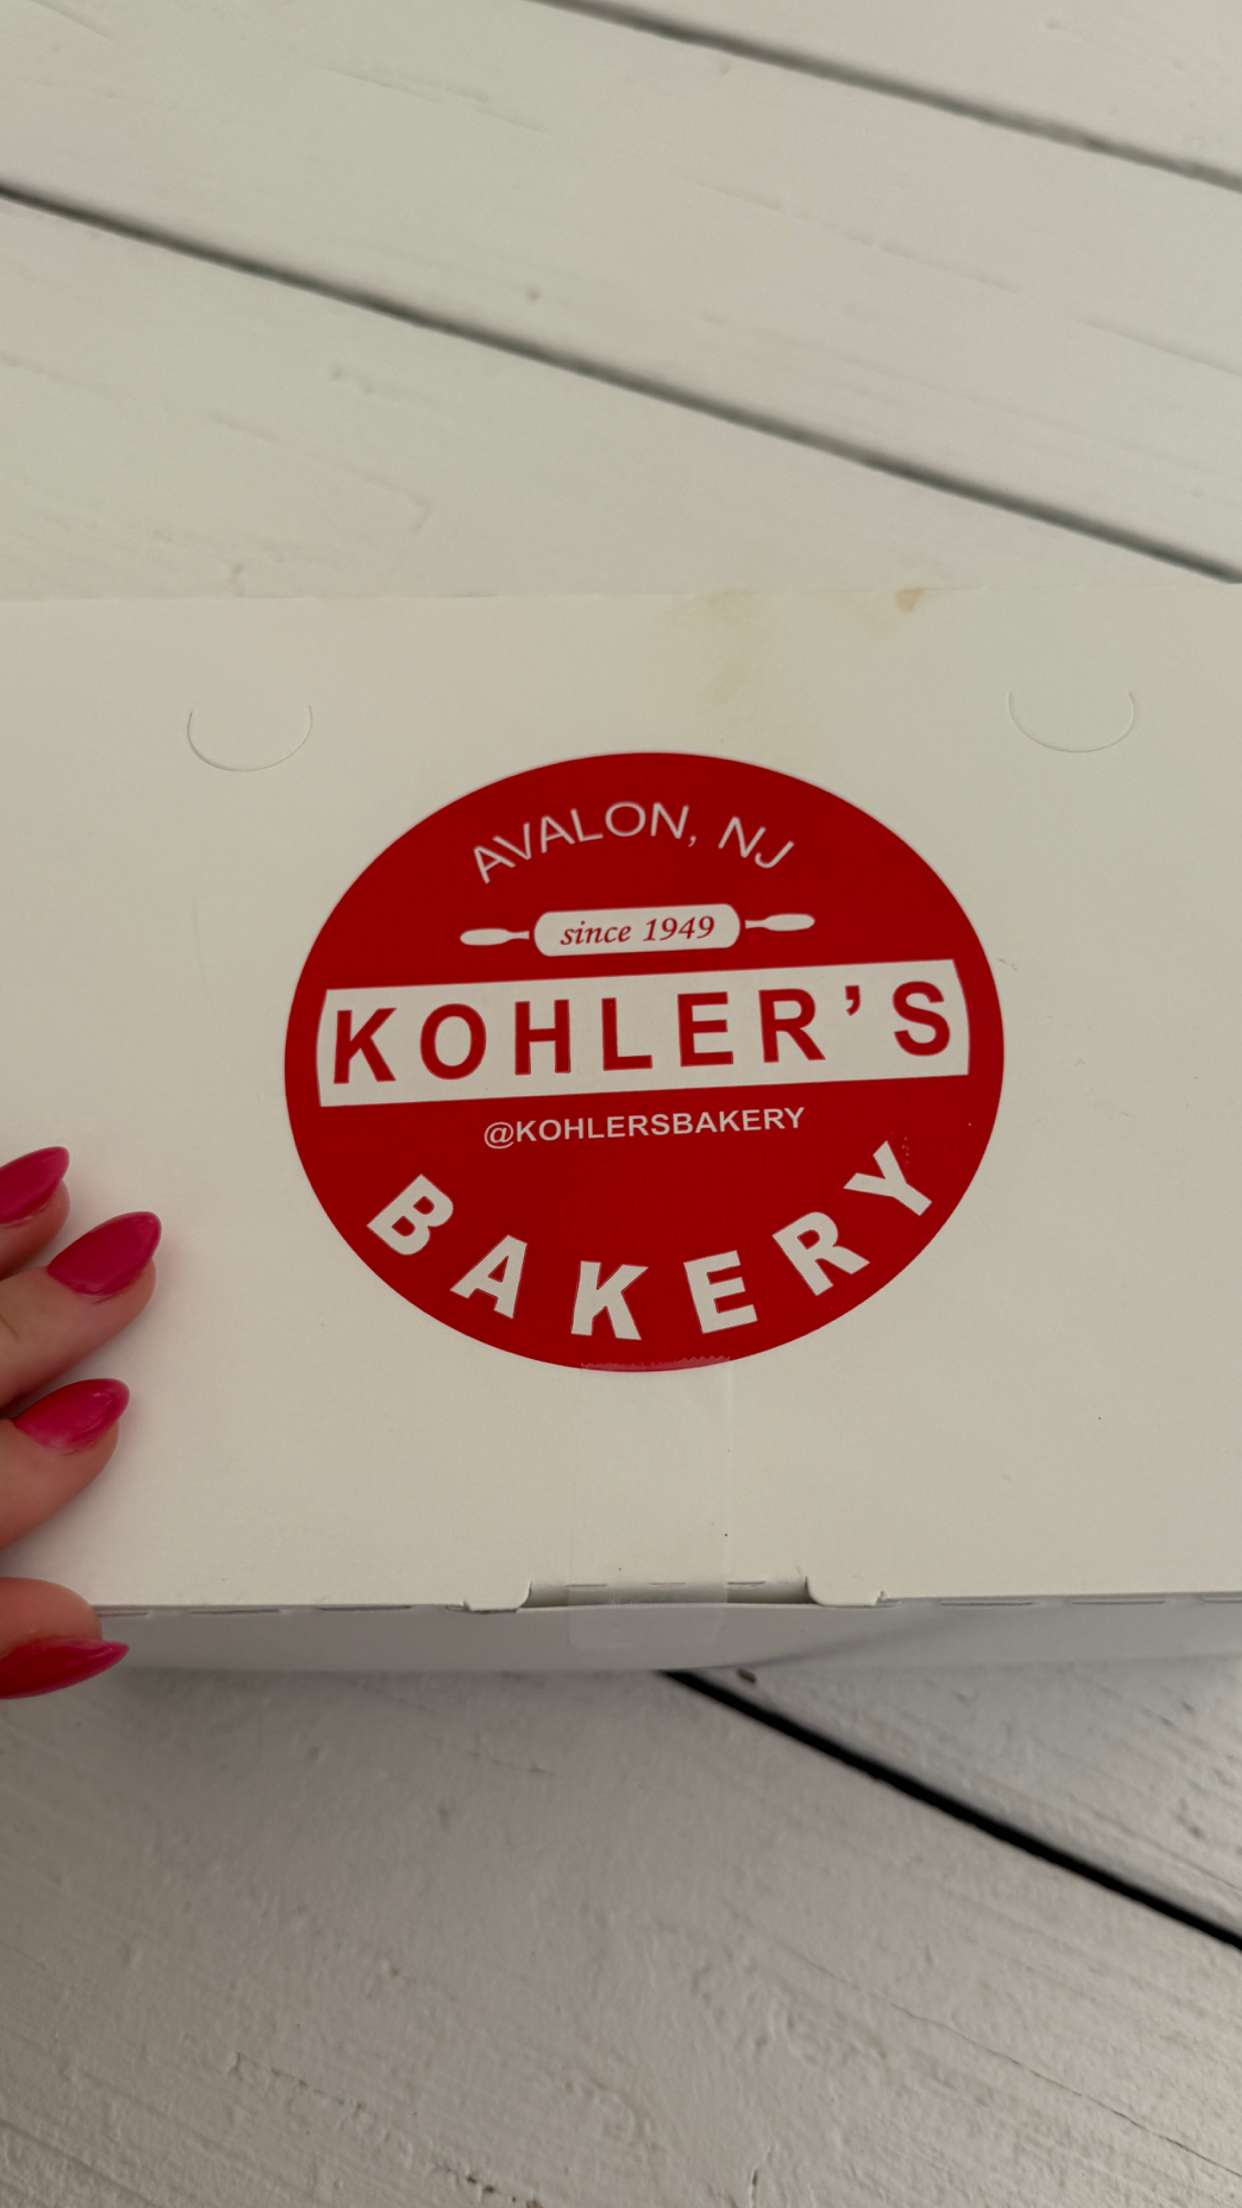 AVALON, NJ
since 1949
KOHLER'S
@KOHLERSBAKERY
BAKERY